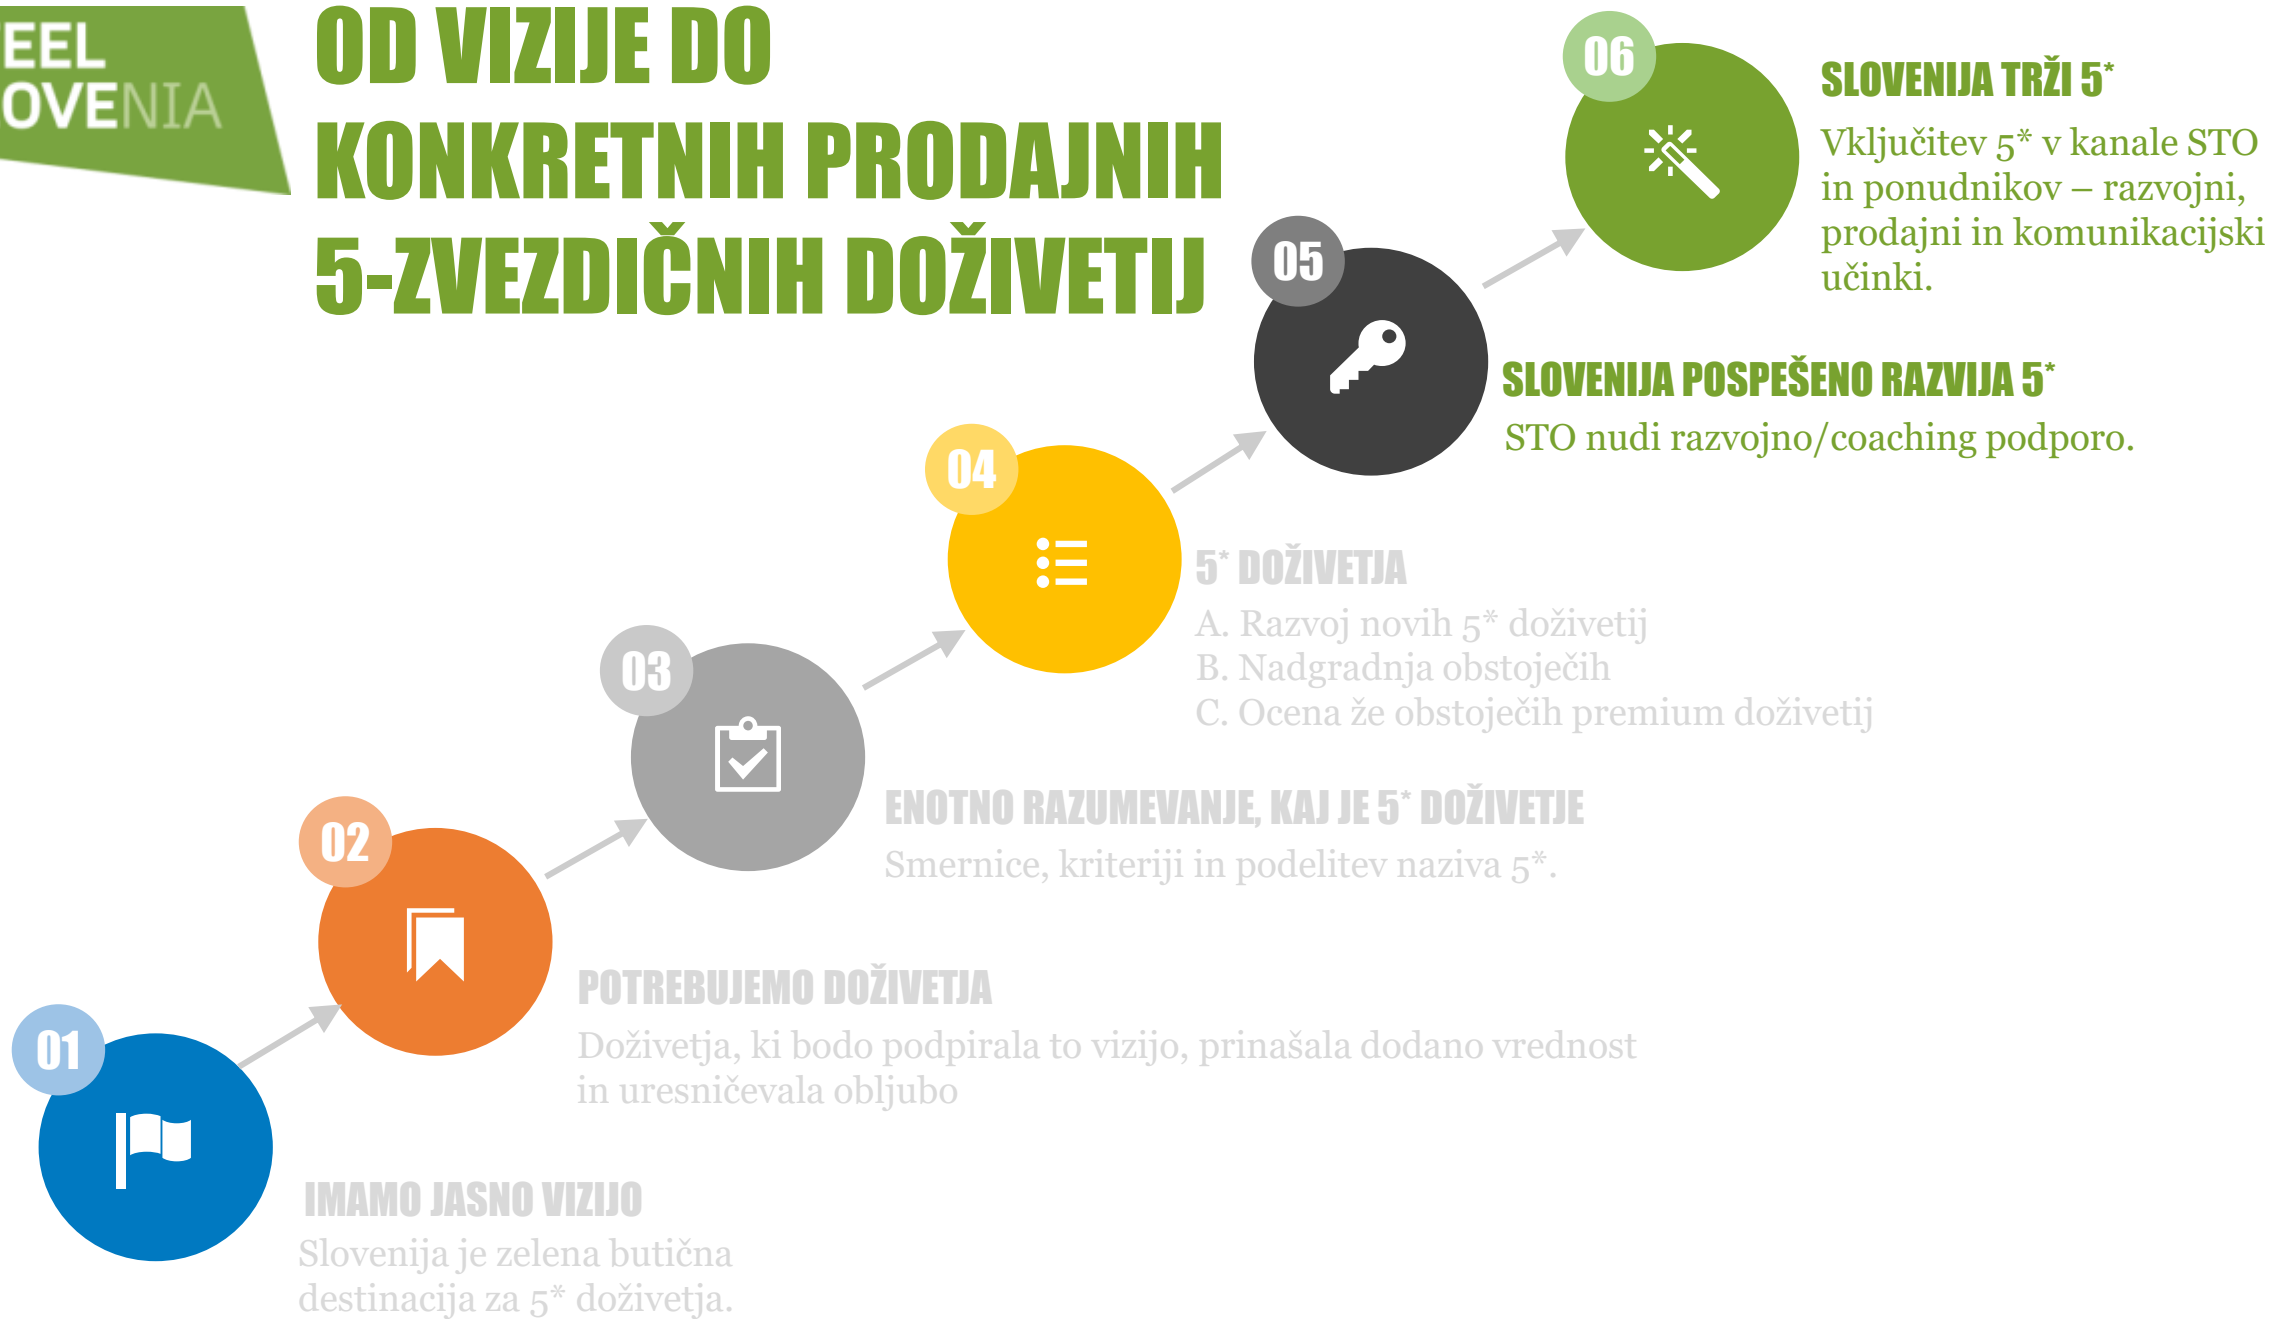 EEL
OVENIA
OD VIZIJE DO
KONKRETNIH PRODAJNIH
5-ZVEZDIČNIH DOŽIVETIJ
06
SLOVENIJA TRŽI 5*
Vključitev 5* v kanale STO
in ponudnikov – razvojni,
prodajni in komunikacijski
učinki.
05
SLOVENIJA POSPEŠENO RAZVIJA 5*
STO nudi razvojno/coaching podporo.
04
5* DOŽIVETJA
A. Razvoj novih 5* doživetij
B. Nadgradnja obstoječih
C. Ocena že obstoječih premium doživetij
03
ENOTNO RAZUMEVANJE, KAJ JE 5* DOŽIVETJE
Smernice, kriteriji in podelitev naziva 5*.
02
POTREBUJEMO DOŽIVETJA
Doživetja, ki bodo podpirala to vizijo, prinašala dodano vrednost
in uresničevala obljubo
01
IMAMO JASNO VIZIJO
Slovenija je zelena butična
destinacija za 5* doživetja.